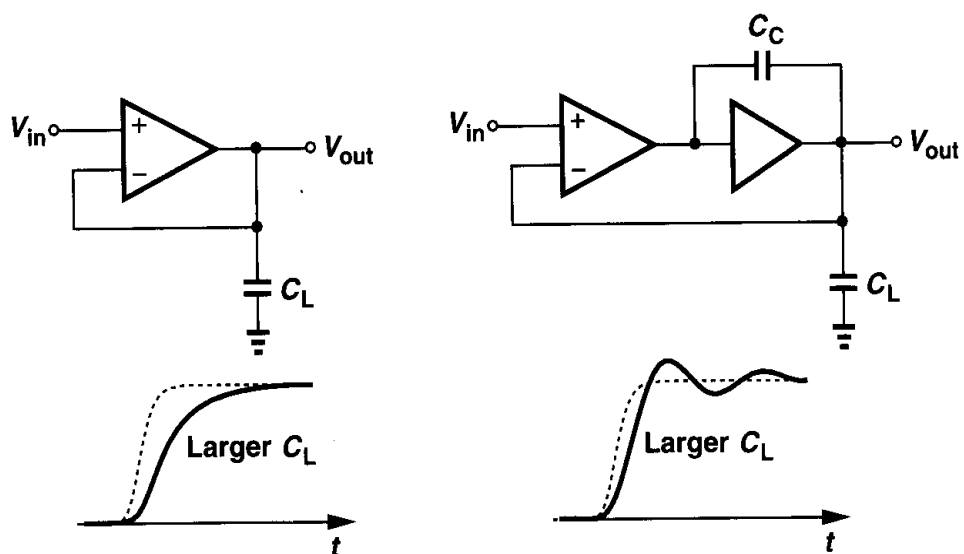 C_C
V_in
+
−
V_out
C_L
V_in
+
−
V_out
C_L
Larger C_L
t
Larger C_L
t